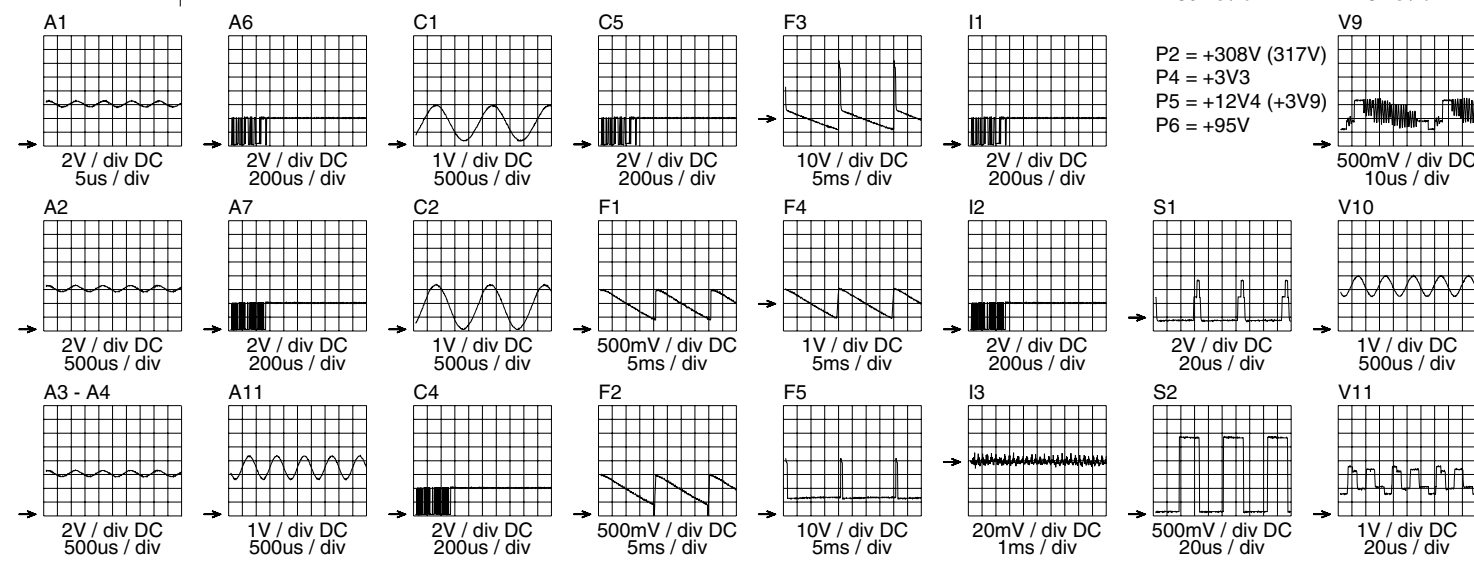 A1 A6 C1 C5 F3 I1 V9
P2 = +308V (317V)
P4 = +3V3
P5 = +12V4 (+3V9)
P6 = +95V
2V / div DC 2V / div DC 1V / div DC 2V / div DC 10V / div DC 2V / div DC 500mV / div DC
5us / div 200us / div 500us / div 200us / div 5ms / div 200us / div 10us / div
A2 A7 C2 F1 F4 I2 S1 V10
2V / div DC 2V / div DC 1V / div DC 500mV / div DC 1V / div DC 2V / div DC 2V / div DC 1V / div DC
500us / div 200us / div 500us / div 5ms / div 5ms / div 200us / div 20us / div 500us / div
A3 - A4 A11 C4 F2 F5 I3 S2 V11
2V / div DC 1V / div DC 2V / div DC 500mV / div DC 10V / div DC 20mV / div DC 500mV / div DC 1V / div DC
500us / div 500us / div 200us / div 5ms / div 5ms / div 1ms / div 20us / div 20us / div